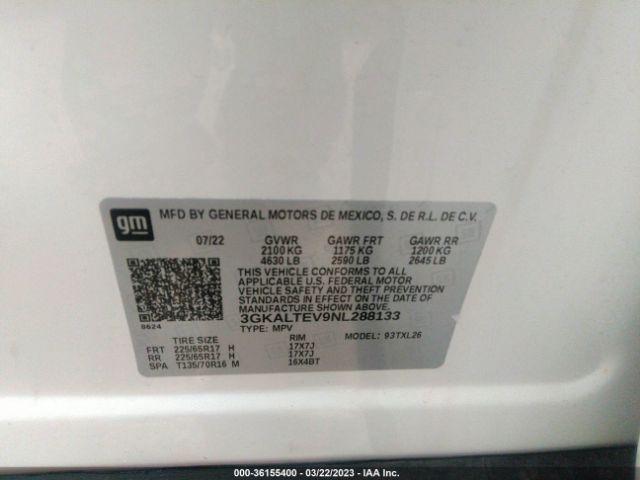 gm
MFD BY GENERAL MOTORS DE MEXICO, S. DE R.L. DE C.V.
07/22 GVWR GAWR FRT GAWR RR
2100 KG 1175 KG 1200 KG
4630 LB 2590 LB 2645 LB
THIS VEHICLE CONFORMS TO ALL
APPLICABLE U.S. FEDERAL MOTOR
VEHICLE SAFETY AND THEFT PREVENTION
STANDARDS IN EFFECT ON THE DATE OF
MANUFACTURE SHOWN ABOVE.
3GKALTEV9NL288133
8624 TYPE: MPV MODEL: 93TXL26
TIRE SIZE RIM
FRT 225/65R17 H 17X7J
RR 225/65R17 H 17X7J
SPA T135/70R16 M 16X4BT
000-36155400 - 03/22/2023 - IAA Inc.